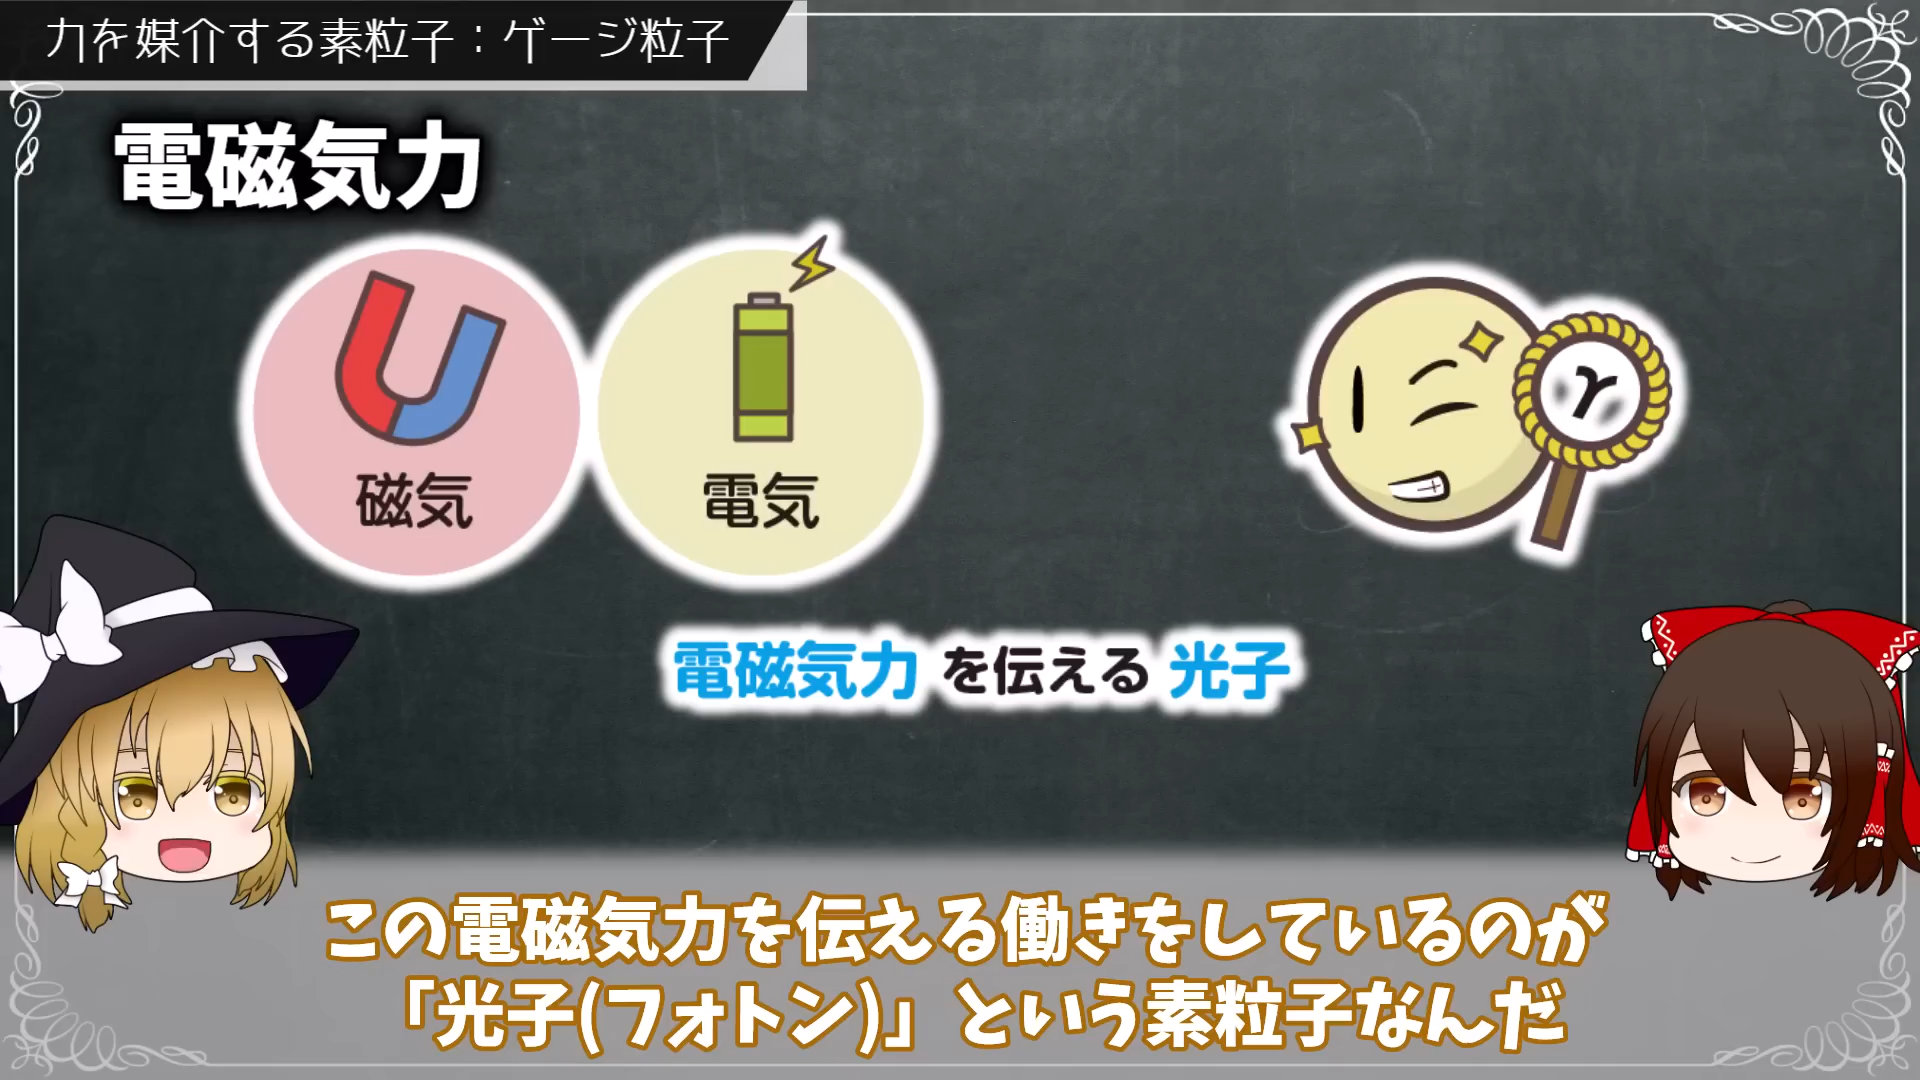 力を媒介する素粒子：ゲージ粒子
電磁気力
磁気
電気
γ
電磁気力を伝える光子
この電磁気力を伝える働きをしているのが
「光子(フォトン)」という素粒子なんだ